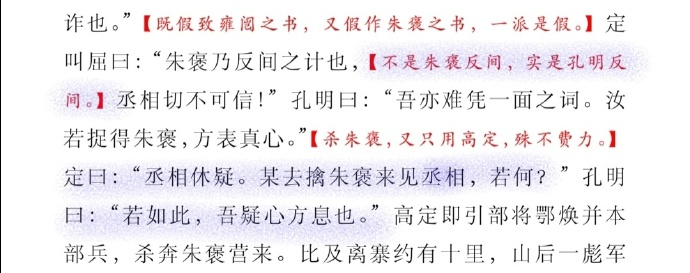 诈也。”【既假致雍闿之书，又假作朱褒之书，一派是假。】定
叫屈曰：“朱褒乃反间之计也，【不是朱褒反间，实是孔明反
间。】丞相切不可信！”孔明曰：“吾亦难凭一面之词。汝
若捉得朱褒，方表真心。”【杀朱褒，又只用高定，殊不费力。】
定曰：“丞相休疑。某去擒朱褒来见丞相，若何？”孔明
曰：“若如此，吾疑心方息也。”高定即引部将鄂焕并本
部兵，杀奔朱褒营来。比及离寨约有十里，山后一彪军